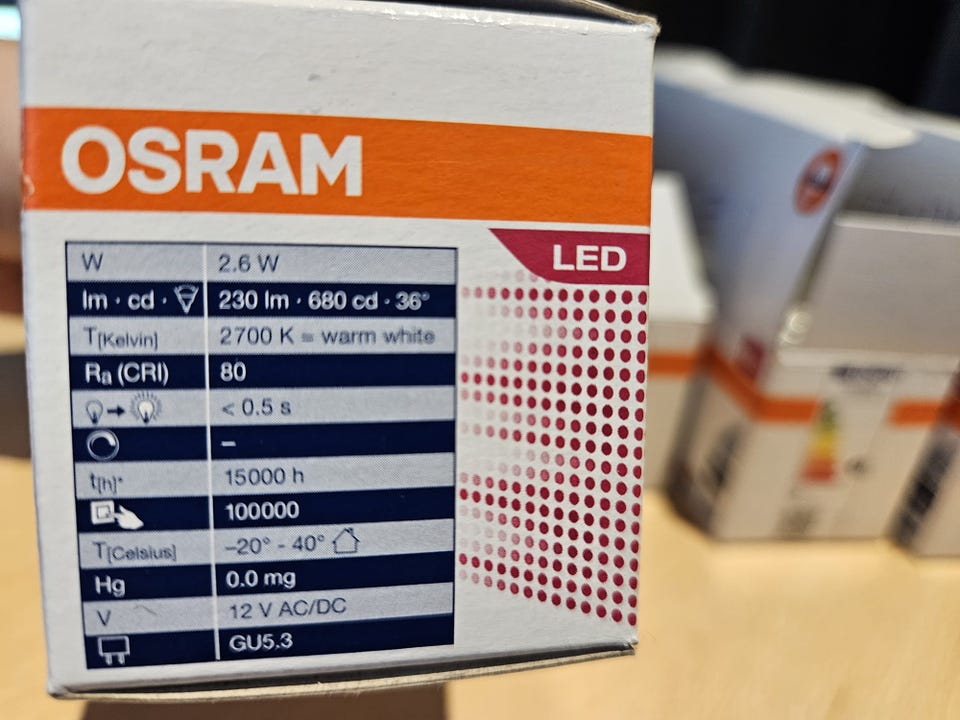 OSRAM
LED
W 2.6 W
lm · cd · 230 lm · 680 cd · 36°
T[Kelvin] 2700 K = warm white
Ra (CRI) 80
< 0.5 s
–
t[h]* 15000 h
100000
T[Celsius] –20° - 40°
Hg 0.0 mg
V 12 V AC/DC
GU5.3